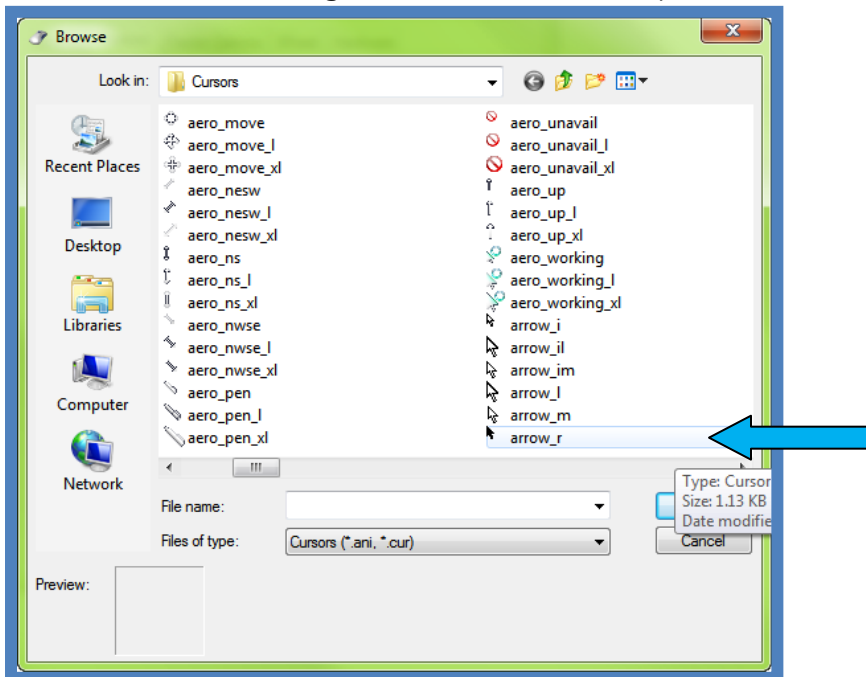 Browse
Look in: Cursors
Recent Places
Desktop
Libraries
Computer
Network
aero_move
aero_move_l
aero_move_xl
aero_nesw
aero_nesw_l
aero_nesw_xl
aero_ns
aero_ns_l
aero_ns_xl
aero_nwse
aero_nwse_l
aero_nwse_xl
aero_pen
aero_pen_l
aero_pen_xl
aero_unavail
aero_unavail_l
aero_unavail_xl
aero_up
aero_up_l
aero_up_xl
aero_working
aero_working_l
aero_working_xl
arrow_i
arrow_il
arrow_im
arrow_l
arrow_m
arrow_r
Type: Cursor
Size: 1.13 KB
Date modifie
File name:
Files of type: Cursors (*.ani, *.cur)
Cancel
Preview: